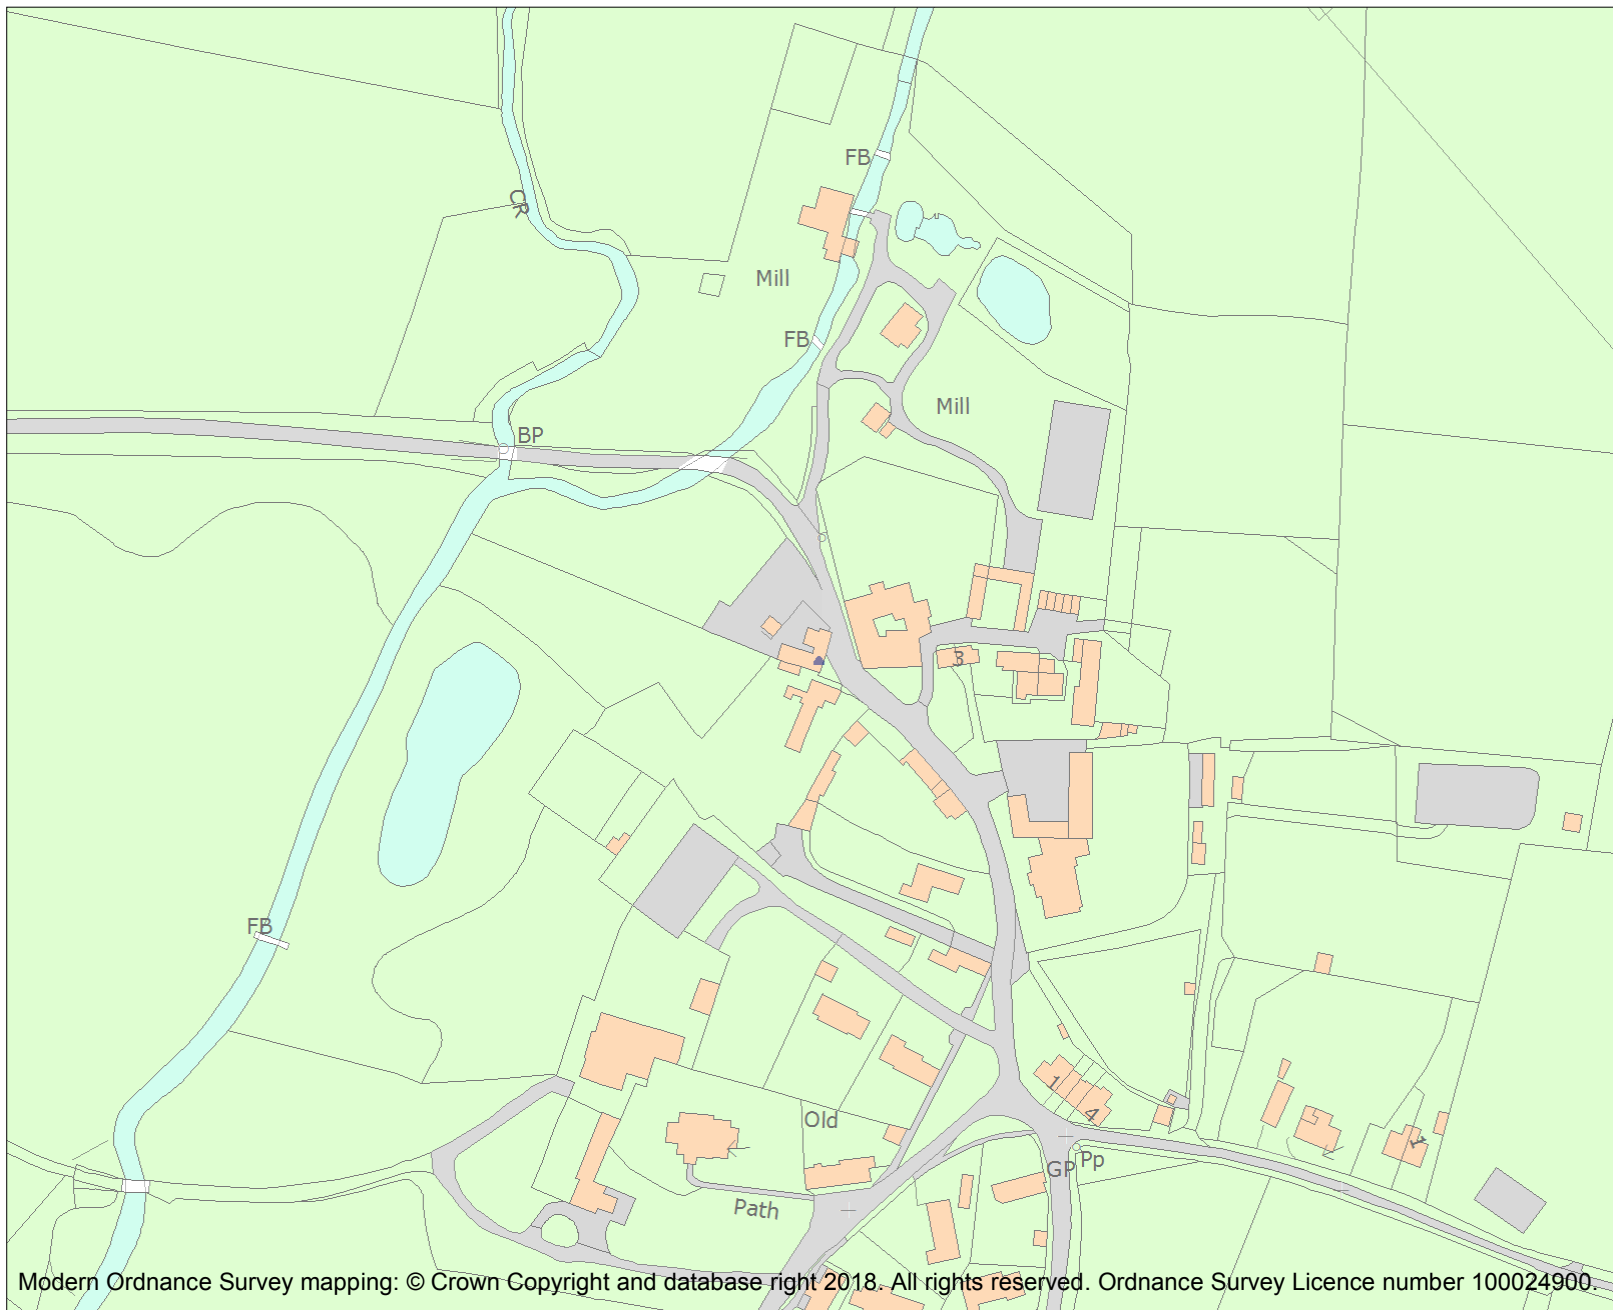 FB
CR
Mill
FB
Mill
BP
3
FB
1
4
Old
1
Pp
GP
Path
Modern Ordnance Survey mapping: © Crown Copyright and database right 2018. All rights reserved. Ordnance Survey Licence number 100024900.